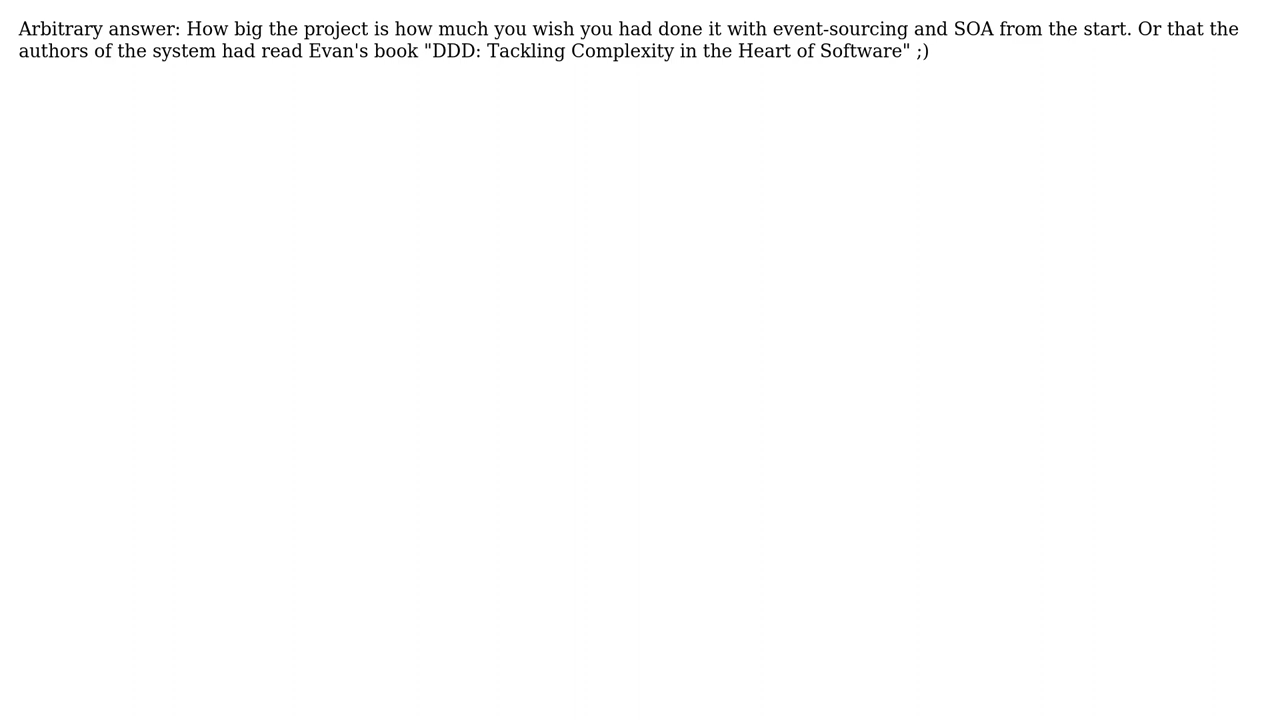 Arbitrary answer: How big the project is how much you wish you had done it with event-sourcing and SOA from the start. Or that the
authors of the system had read Evan's book "DDD: Tackling Complexity in the Heart of Software" ;)